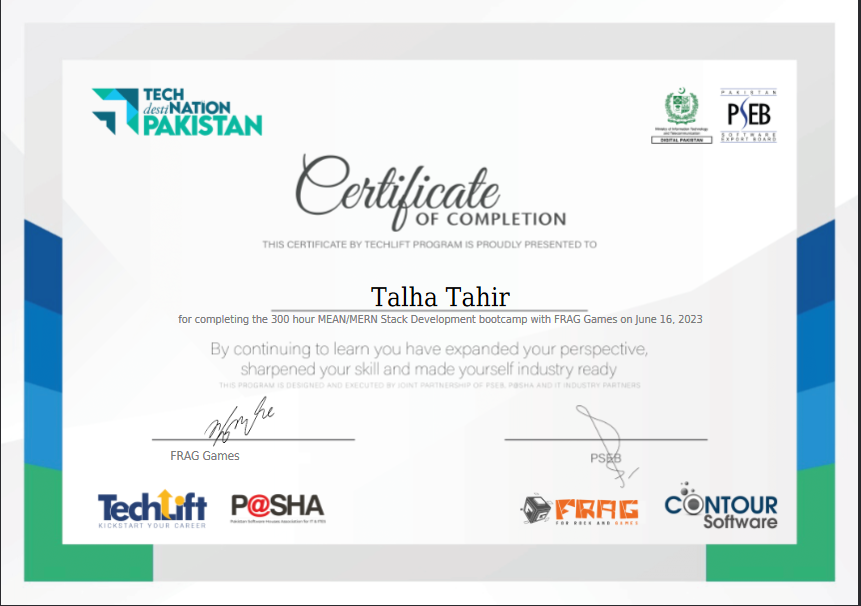 TECH
destiNATION
PAKISTAN
Ministry of Information Technology
and Telecommunication
DIGITAL PAKISTAN
PAKISTAN
PSEB
SOFTWARE
EXPORT BOARD
Certificate
OF COMPLETION
THIS CERTIFICATE BY TECHLIFT PROGRAM IS PROUDLY PRESENTED TO
Talha Tahir
for completing the 300 hour MEAN/MERN Stack Development bootcamp with FRAG Games on June 16, 2023
By continuing to learn you have expanded your perspective,
sharpened your skill and made yourself industry ready
THIS PROGRAM IS DESIGNED AND EXECUTED BY JOINT PARTNERSHIP OF PSEB, P@SHA AND IT INDUSTRY PARTNERS
FRAG Games
PSEB
TechLift
KICKSTART YOUR CAREER
P@SHA
Pakistan Software Houses Association for IT & ITES
FRAG
FOR DUES AND GAMES
CONTOUR
Software